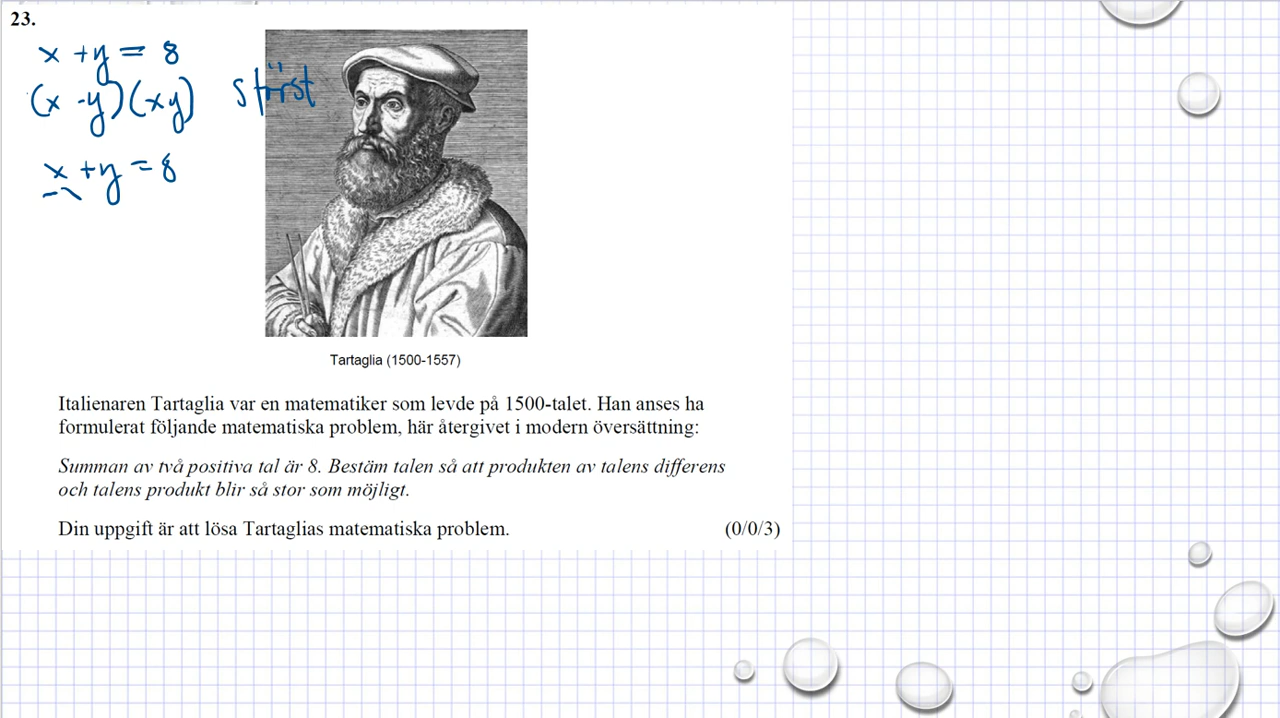 23.
x + y = 8
(x - y)(xy) störst
x + y = 8
-x
Tartaglia (1500-1557)
Italienaren Tartaglia var en matematiker som levde på 1500-talet. Han anses ha
formulerat följande matematiska problem, här återgivet i modern översättning:
Summan av två positiva tal är 8. Bestäm talen så att produkten av talens differens
och talens produkt blir så stor som möjligt.
Din uppgift är att lösa Tartaglias matematiska problem. (0/0/3)